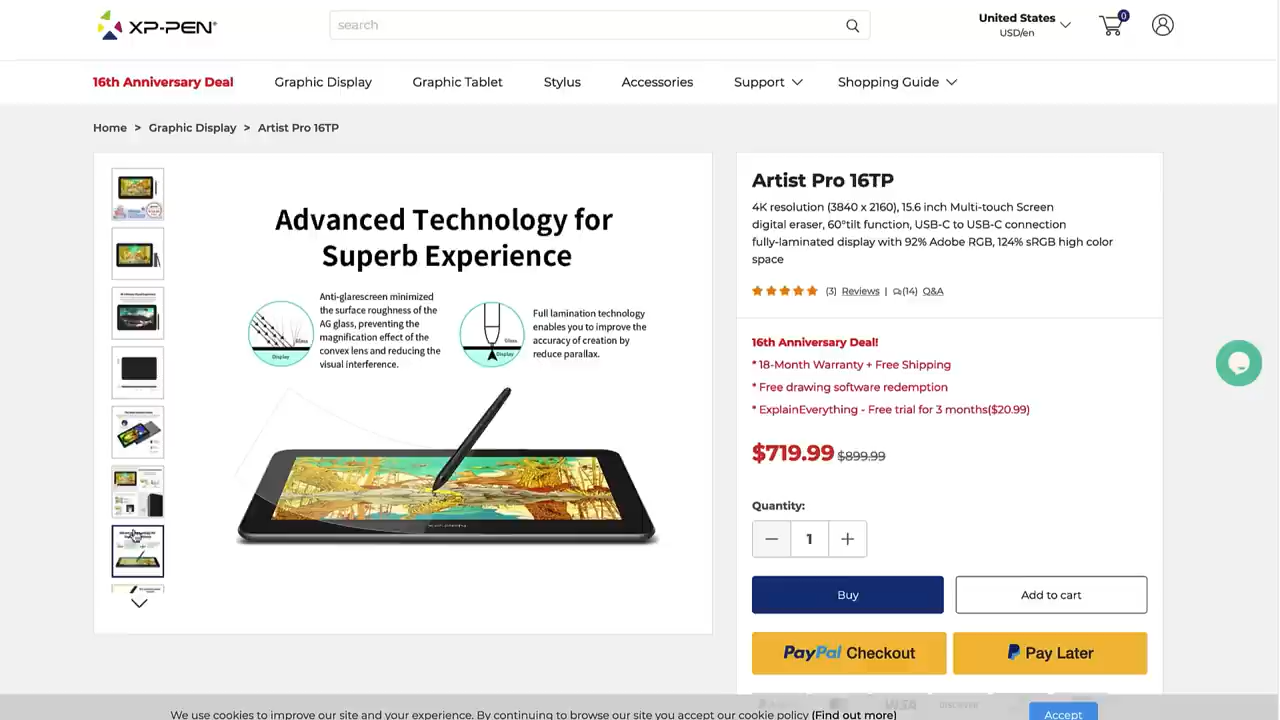 XP-PEN
search
United States
USD/en
0
16th Anniversary Deal
Graphic Display
Graphic Tablet
Stylus
Accessories
Support
Shopping Guide
Home > Graphic Display > Artist Pro 16TP
Advanced Technology for
Superb Experience
Anti-glarescreen minimized
the surface roughness of the
AG glass, preventing the
magnification effect of the
convex lens and reducing the
visual interference.
Display
Full lamination technology
enables you to improve the
accuracy of creation by
reduce parallax.
Glass
Display
XP-PEN
Artist Pro 16TP
4K resolution (3840 x 2160), 15.6 inch Multi-touch Screen
digital eraser, 60°tilt function, USB-C to USB-C connection
fully-laminated display with 92% Adobe RGB, 124% sRGB high color
space
(3) Reviews | (14) Q&A
16th Anniversary Deal!
* 18-Month Warranty + Free Shipping
* Free drawing software redemption
* ExplainEverything - Free trial for 3 months($20.99)
$719.99 $899.99
Quantity:
1
Buy
Add to cart
PayPal Checkout
Pay Later
VISA
DISCOVER
We use cookies to improve our site and your experience. By continuing to browse our site you accept our cookie policy (Find out more)
Accept